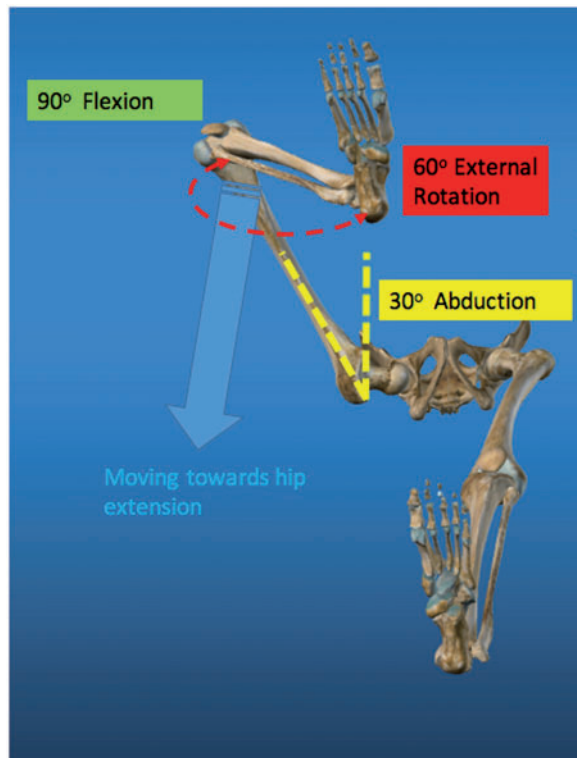 90° Flexion
60° External
Rotation
30° Abduction
Moving towards hip
extension